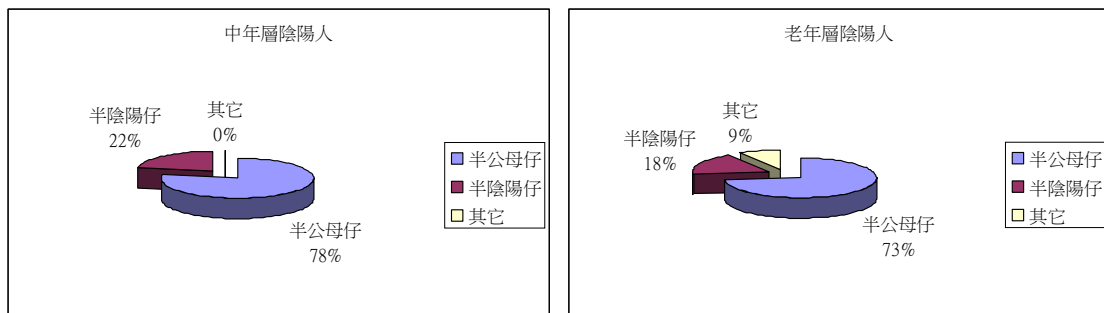 中年層陰陽人
半陰陽仔
22%
其它
0%
半公母仔
78%
半公母仔
半陰陽仔
其它
老年層陰陽人
半陰陽仔
18%
其它
9%
半公母仔
73%
半公母仔
半陰陽仔
其它